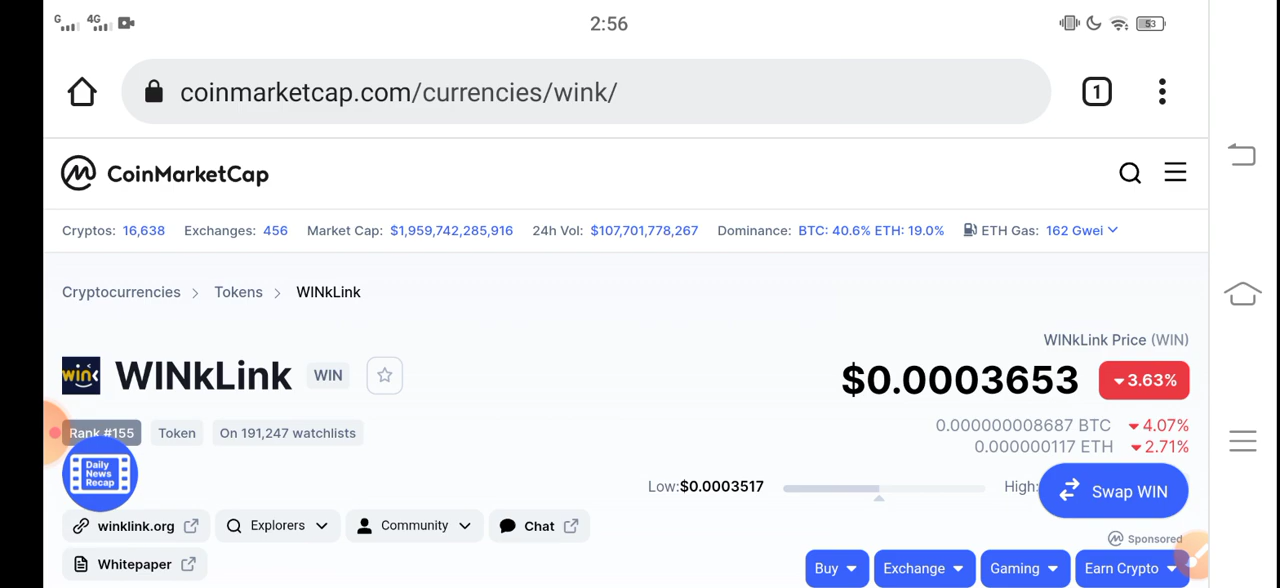 G 4G 2:56 53
coinmarketcap.com/currencies/wink/ 1
CoinMarketCap
Cryptos: 16,638 Exchanges: 456 Market Cap: $1,959,742,285,916 24h Vol: $107,701,778,267 Dominance: BTC: 40.6% ETH: 19.0% ETH Gas: 162 Gwei
Cryptocurrencies > Tokens > WINkLink
WINkLink Price (WIN)
wink WINkLink WIN $0.0003653 3.63%
0.000000008687 BTC 4.07%
Rank #155 Token On 191,247 watchlists
0.000000117 ETH 2.71%
Daily
News
Recap
Low:$0.0003517 High:
Swap WIN
winklink.org Explorers Community Chat
Sponsored
Whitepaper
Buy Exchange Gaming Earn Crypto